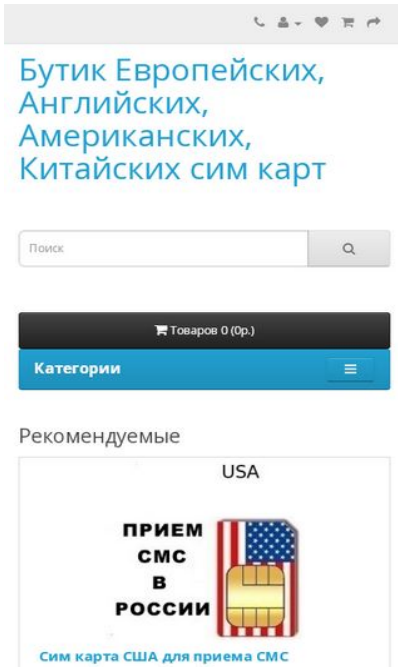 Бутик Европейских,
Английских,
Американских,
Китайских сим карт
Поиск
Товаров 0 (0р.)
Категории
Рекомендуемые
USA
ПРИЕМ
СМС
В
РОССИИ
Сим карта США для приема СМС